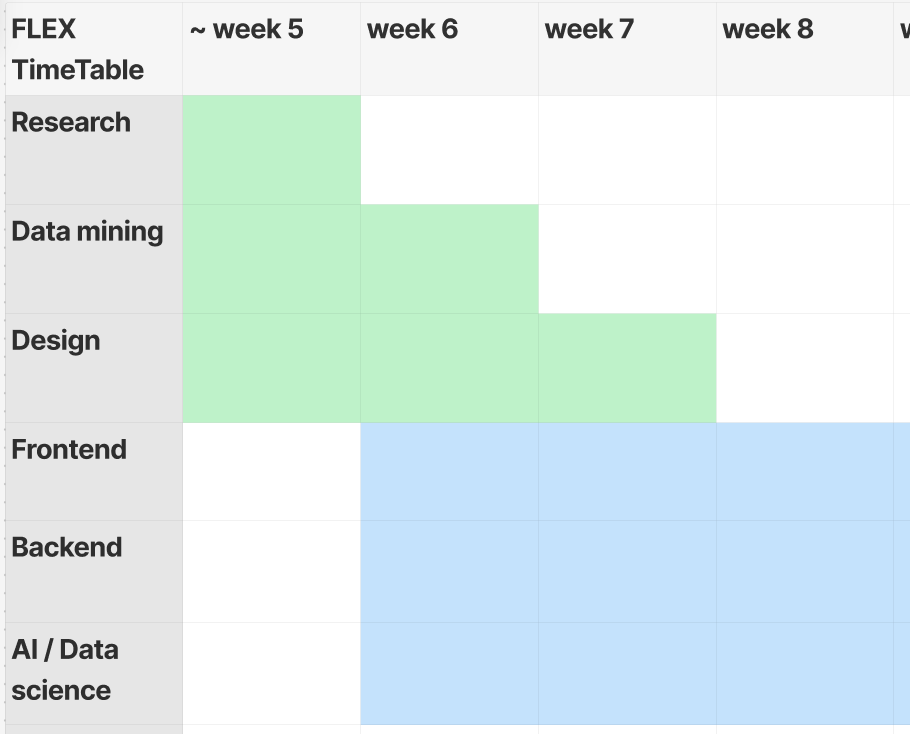 FLEX
TimeTable
~ week 5
week 6
week 7
week 8
Research
Data mining
Design
Frontend
Backend
AI / Data
science